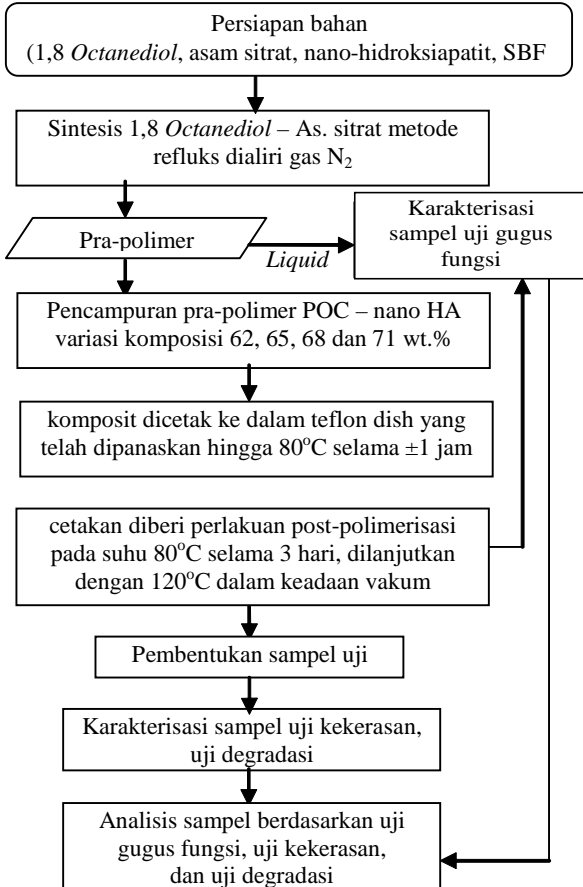 Persiapan bahan
(1,8 Octanediol, asam sitrat, nano-hidroksiapatit, SBF
Sintesis 1,8 Octanediol – As. sitrat metode
refluks dialiri gas N₂
Pra-polimer
Liquid
Karakterisasi
sampel uji gugus
fungsi
Pencampuran pra-polimer POC – nano HA
variasi komposisi 62, 65, 68 dan 71 wt.%
komposit dicetak ke dalam teflon dish yang
telah dipanaskan hingga 80°C selama ±1 jam
cetakan diberi perlakuan post-polimerisasi
pada suhu 80°C selama 3 hari, dilanjutkan
dengan 120°C dalam keadaan vakum
Pembentukan sampel uji
Karakterisasi sampel uji kekerasan,
uji degradasi
Analisis sampel berdasarkan uji
gugus fungsi, uji kekerasan,
dan uji degradasi